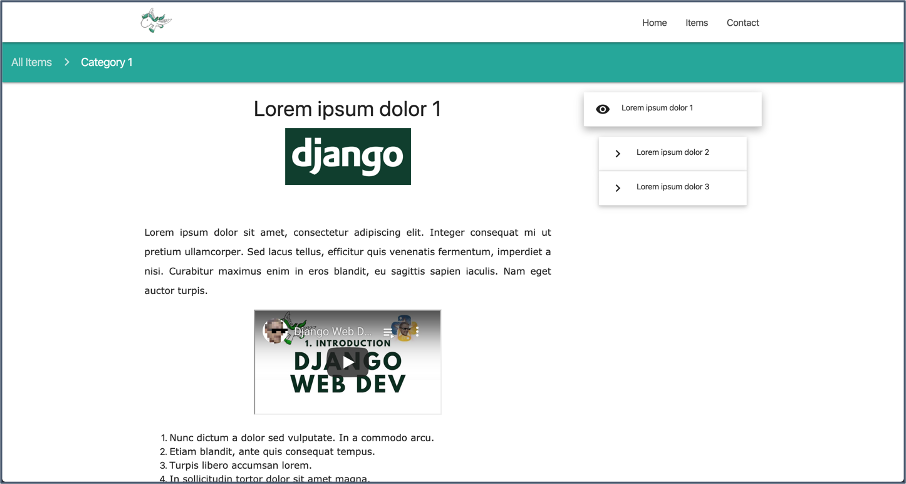 Home Items Contact
All Items Category 1
Lorem ipsum dolor 1
django
Lorem ipsum dolor sit amet, consectetur adipiscing elit. Integer consequat mi ut
pretium ullamcorper. Sed lacus tellus, efficitur quis venenatis fermentum, imperdiet a
nisi. Curabitur maximus enim in eros blandit, eu sagittis sapien iaculis. Nam eget
auctor turpis.
Django Web D...
1. INTRODUCTION
DJANGO
WEB DEV
1. Nunc dictum a dolor sed vulputate. In a commodo arcu.
2. Etiam blandit, ante quis consequat tempus.
3. Turpis libero accumsan lorem.
4. In sollicitudin tortor dolor sit amet magna.
Lorem ipsum dolor 1
Lorem ipsum dolor 2
Lorem ipsum dolor 3